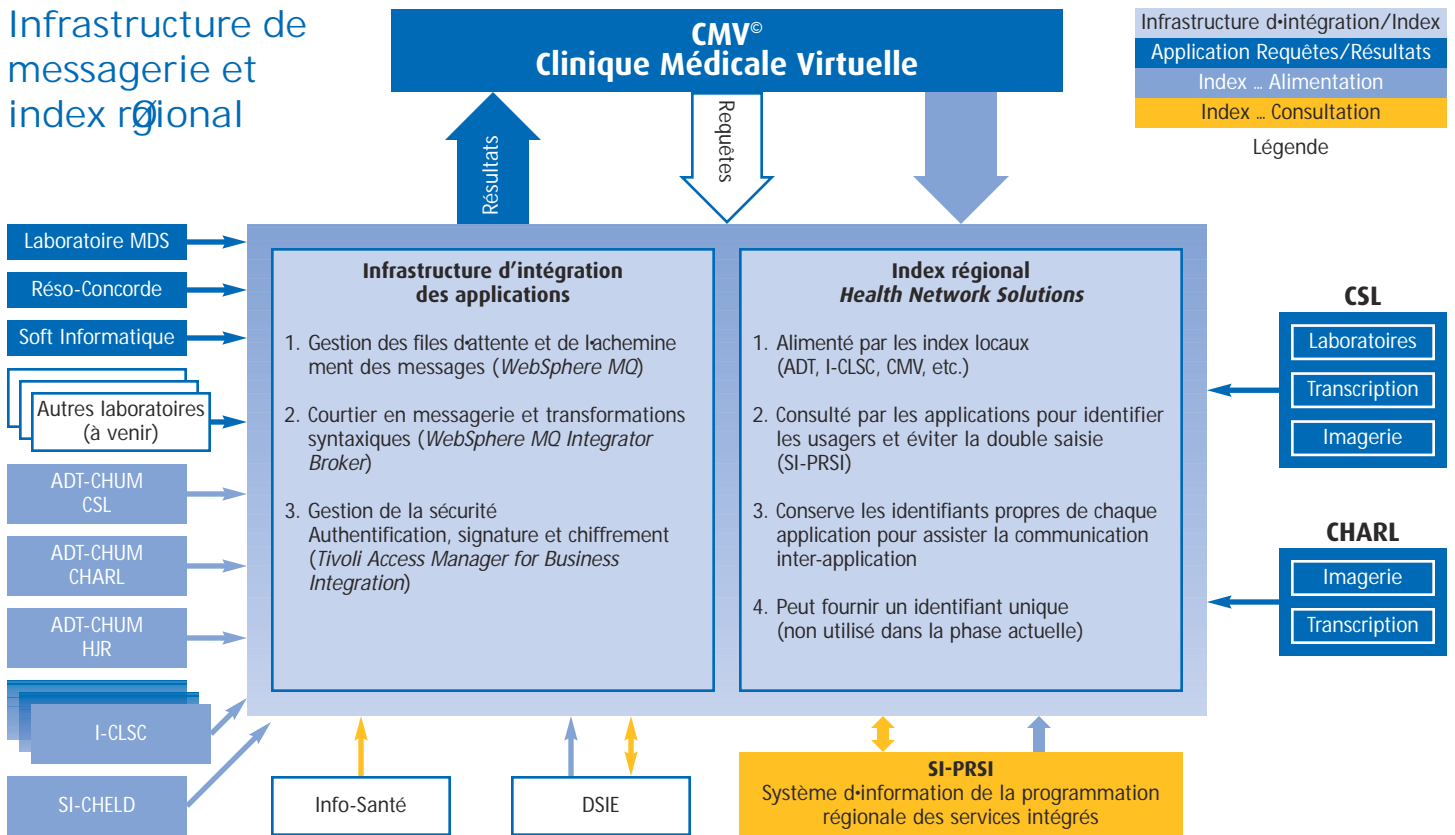 Infrastructure de
messagerie et
index rØgional
CMV©
Clinique Médicale Virtuelle
Infrastructure d•intégration/Index
Application Requêtes/Résultats
Index ... Alimentation
Index ... Consultation
Légende
Résultats
Requêtes
Laboratoire MDS
Réso-Concorde
Soft Informatique
Autres laboratoires
(à venir)
ADT-CHUM
CSL
ADT-CHUM
CHARL
ADT-CHUM
HJR
I-CLSC
SI-CHELD
Infrastructure d’intégration
des applications
1. Gestion des files d•attente et de l•achemine
ment des messages (WebSphere MQ)
2. Courtier en messagerie et transformations
syntaxiques (WebSphere MQ Integrator
Broker)
3. Gestion de la sécurité
Authentification, signature et chiffrement
(Tivoli Access Manager for Business
Integration)
Index régional
Health Network Solutions
1. Alimenté par les index locaux
(ADT, I-CLSC, CMV, etc.)
2. Consulté par les applications pour identifier
les usagers et éviter la double saisie
(SI-PRSI)
3. Conserve les identifiants propres de chaque
application pour assister la communication
inter-application
4. Peut fournir un identifiant unique
(non utilisé dans la phase actuelle)
CSL
Laboratoires
Transcription
Imagerie
CHARL
Imagerie
Transcription
Info-Santé
DSIE
SI-PRSI
Système d•information de la programmation
régionale des services intégrés